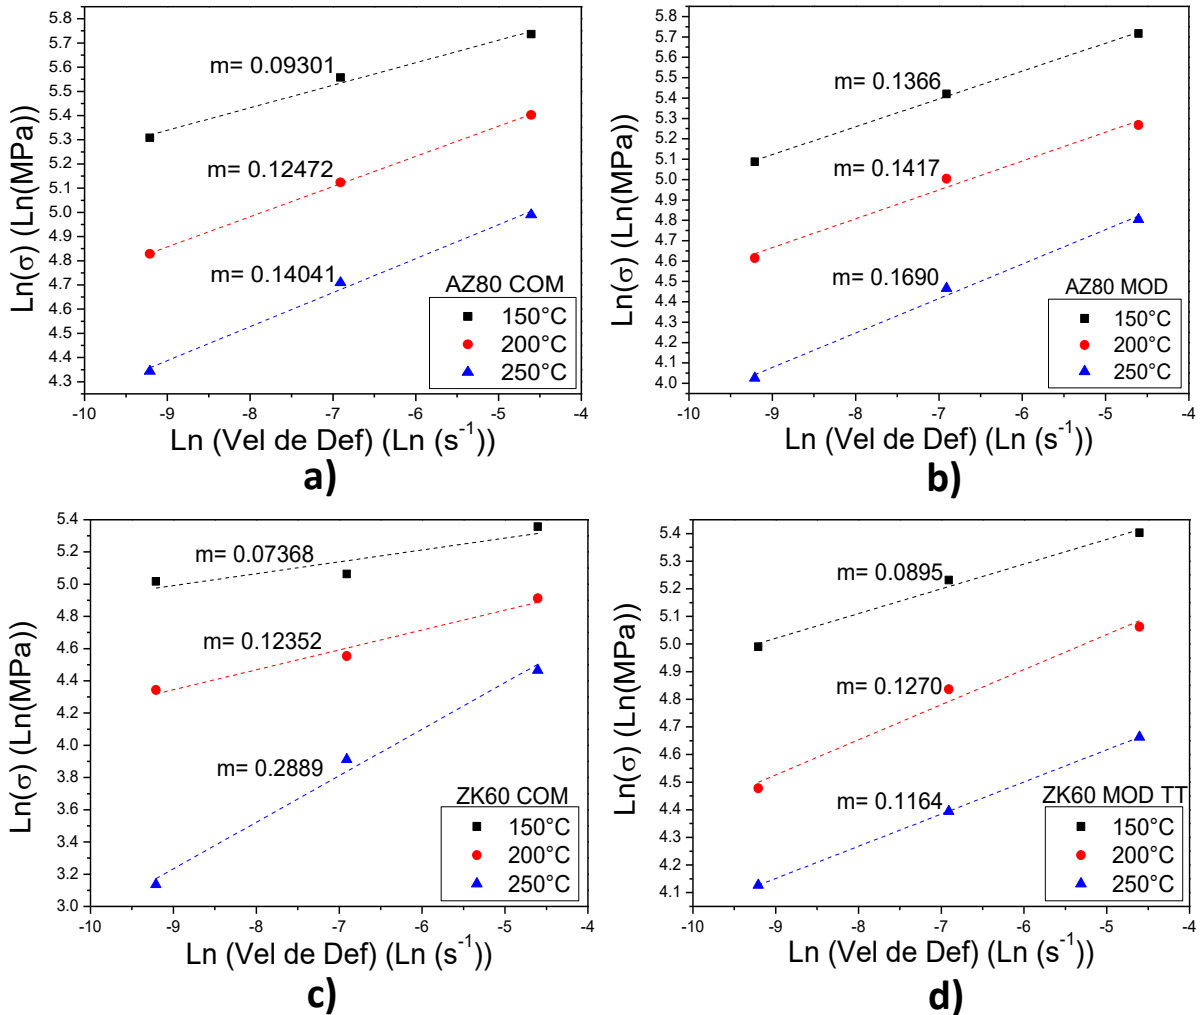 5.8
5.7
5.6
5.5
5.4
5.3
5.2
5.1
5.0
4.9
4.8
4.7
4.6
4.5
4.4
4.3
Ln(σ) (Ln(MPa))
m= 0.09301
m= 0.12472
m= 0.14041
AZ80 COM
150°C
200°C
250°C
-10 -9 -8 -7 -6 -5 -4
Ln (Vel de Def) (Ln (s⁻¹))
a)
5.8
5.7
5.6
5.5
5.4
5.3
5.2
5.1
5.0
4.9
4.8
4.7
4.6
4.5
4.4
4.3
4.2
4.1
4.0
Ln(σ) (Ln(MPa))
m= 0.1366
m= 0.1417
m= 0.1690
AZ80 MOD
150°C
200°C
250°C
-10 -9 -8 -7 -6 -5 -4
Ln (Vel de Def) (Ln (s⁻¹))
b)
5.4
5.2
5.0
4.8
4.6
4.4
4.2
4.0
3.8
3.6
3.4
3.2
3.0
Ln(σ) (Ln(MPa))
m= 0.07368
m= 0.12352
m= 0.2889
ZK60 COM
150°C
200°C
250°C
-10 -9 -8 -7 -6 -5 -4
Ln (Vel de Def) (Ln (s⁻¹))
c)
5.4
5.3
5.2
5.1
5.0
4.9
4.8
4.7
4.6
4.5
4.4
4.3
4.2
4.1
Ln(σ) (Ln(MPa))
m= 0.0895
m= 0.1270
m= 0.1164
ZK60 MOD TT
150°C
200°C
250°C
-10 -9 -8 -7 -6 -5 -4
Ln (Vel de Def) (Ln (s⁻¹))
d)